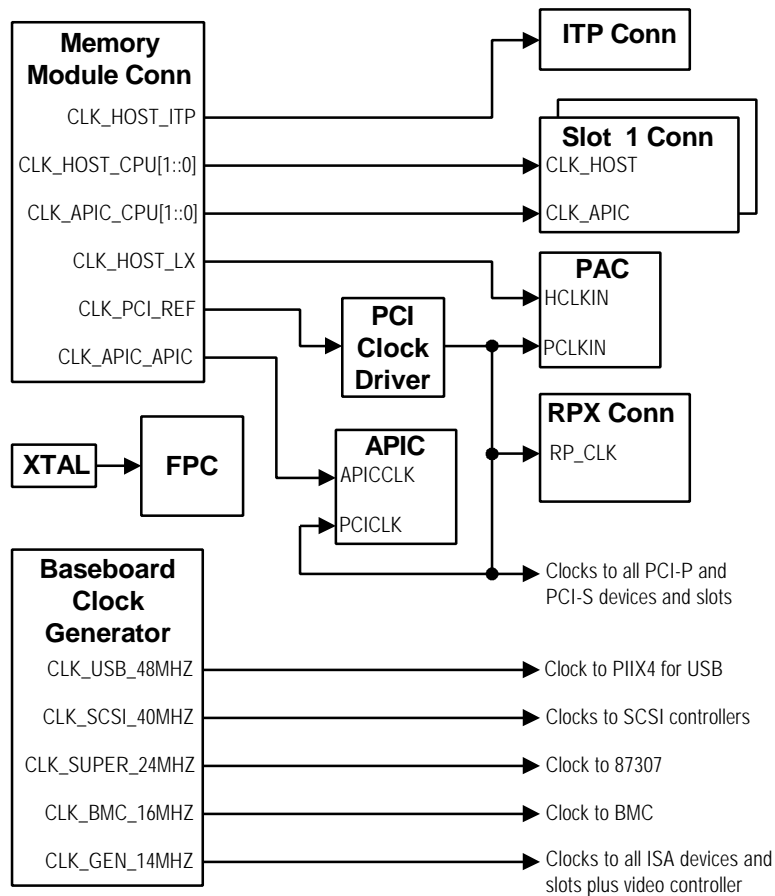 Memory
Module Conn
CLK_HOST_ITP
CLK_HOST_CPU[1::0]
CLK_APIC_CPU[1::0]
CLK_HOST_LX
CLK_PCI_REF
CLK_APIC_APIC
ITP Conn
Slot 1 Conn
CLK_HOST
CLK_APIC
PAC
HCLKIN
PCLKIN
PCI
Clock
Driver
RPX Conn
RP_CLK
XTAL
FPC
APIC
APICCLK
PCICLK
Clocks to all PCI-P and
PCI-S devices and slots
Baseboard
Clock
Generator
CLK_USB_48MHZ
Clock to PIIX4 for USB
CLK_SCSI_40MHZ
Clocks to SCSI controllers
CLK_SUPER_24MHZ
Clock to 87307
CLK_BMC_16MHZ
Clock to BMC
CLK_GEN_14MHZ
Clocks to all ISA devices and
slots plus video controller